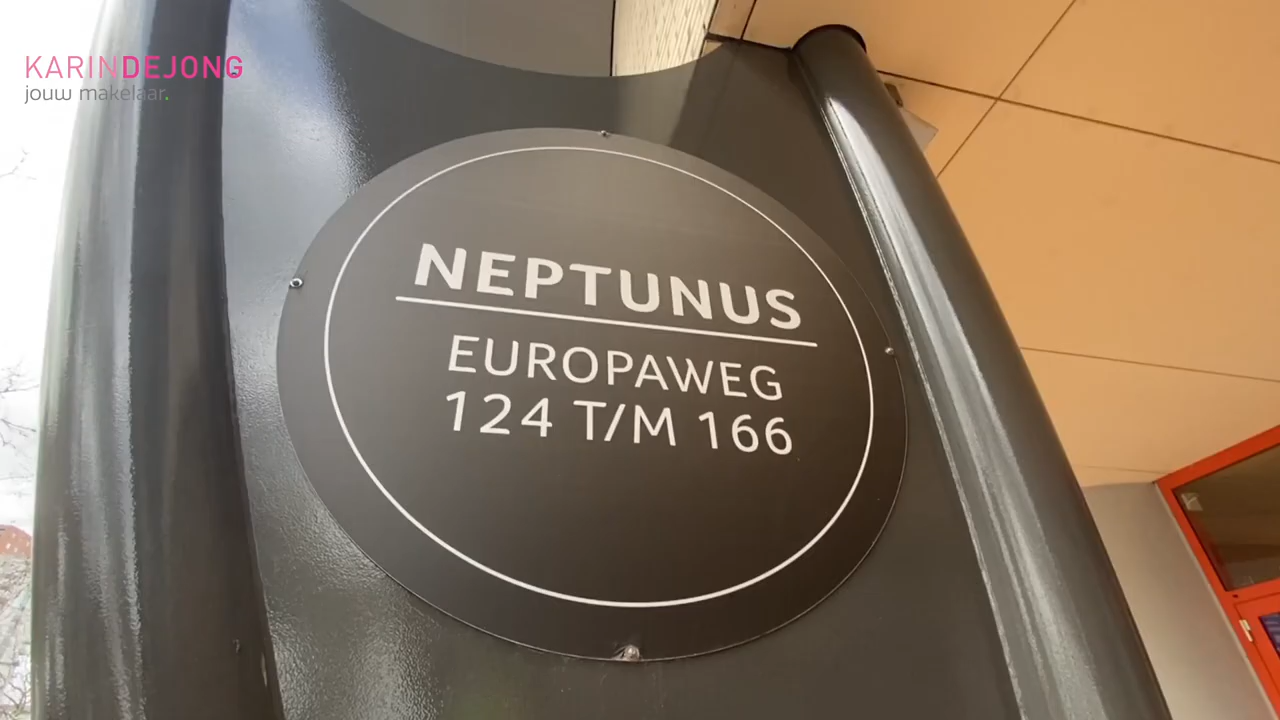 KARINDEJONG
jouw makelaar.
NEPTUNUS
EUROPAWEG
124 T/M 166